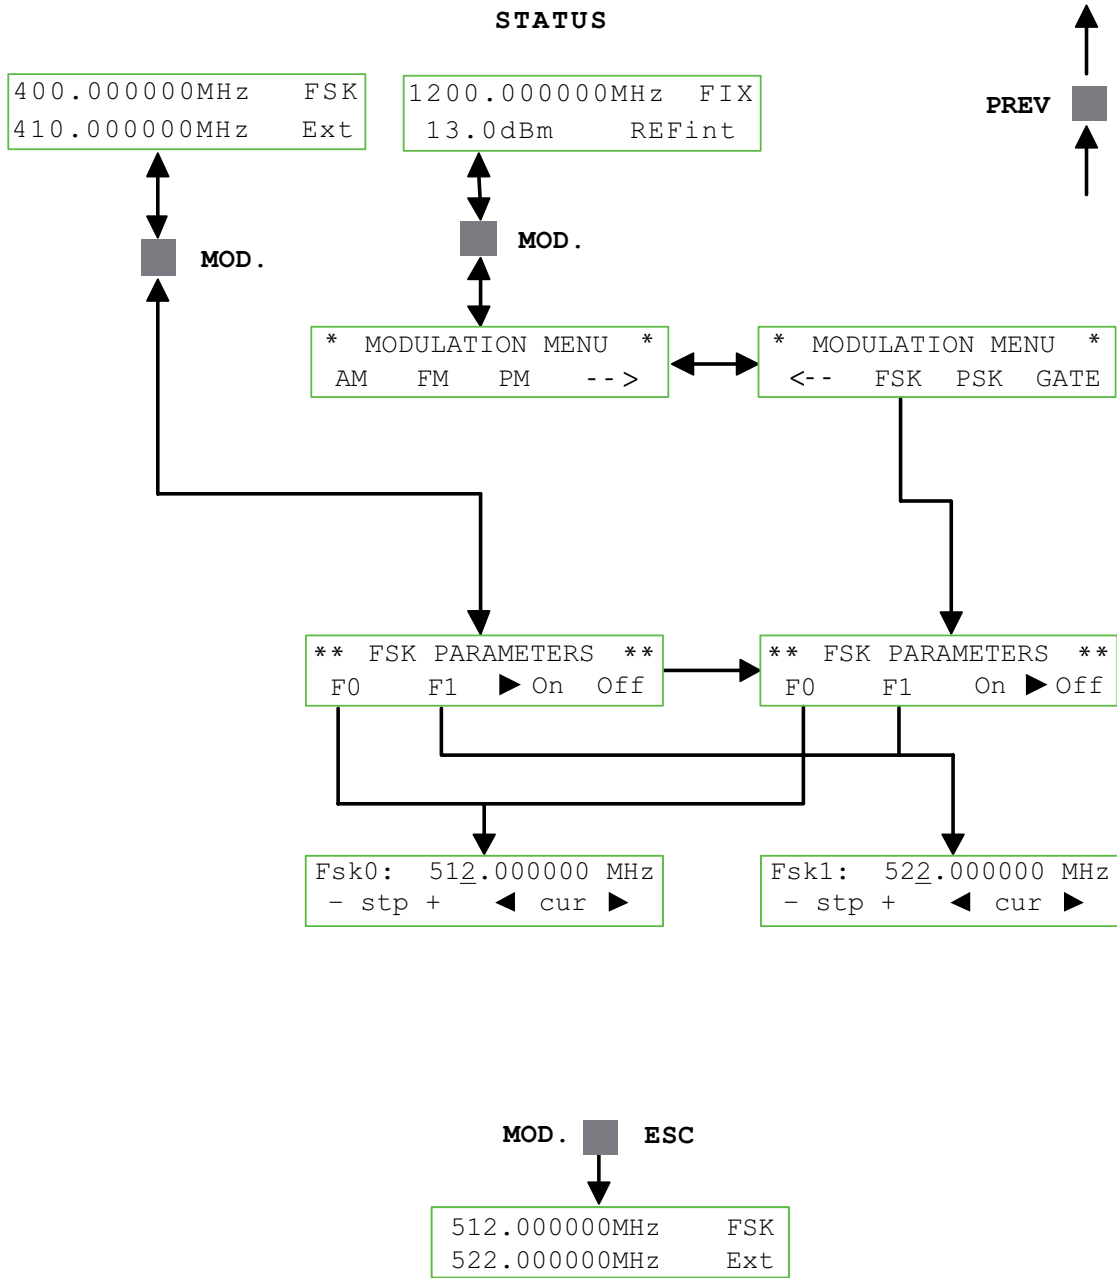 STATUS
400.000000MHz FSK
410.000000MHz Ext
1200.000000MHz FIX
13.0dBm REFint
PREV
MOD.
MOD.
* MODULATION MENU *
AM FM PM -->
* MODULATION MENU *
<-- FSK PSK GATE
** FSK PARAMETERS **
F0 F1 ▶ On Off
** FSK PARAMETERS **
F0 F1 On ▶ Off
Fsk0: 512.000000 MHz
- stp + ◀ cur ▶
Fsk1: 522.000000 MHz
- stp + ◀ cur ▶
MOD. ESC
512.000000MHz FSK
522.000000MHz Ext